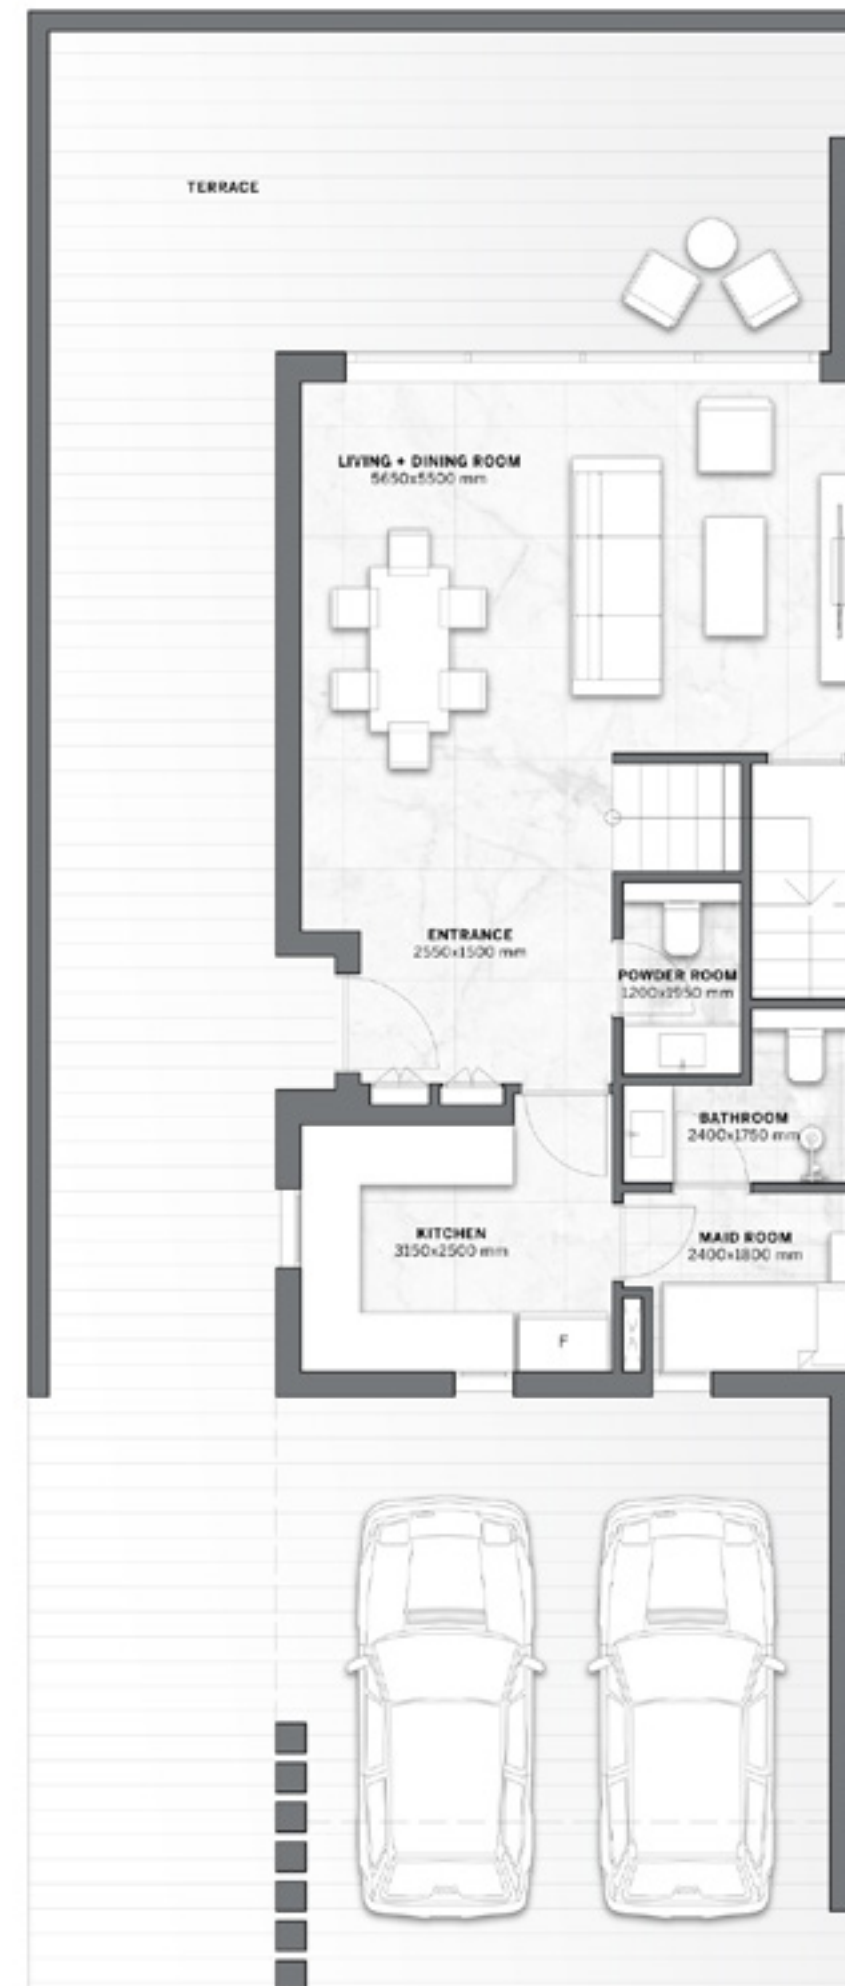 TERRACE
LIVING + DINING ROOM
5650x5500 mm
ENTRANCE
2550x1500 mm
POWDER ROOM
1200x1950 mm
BATHROOM
2400x1750 mm
KITCHEN
3150x2500 mm
MAID ROOM
2400x1800 mm
F